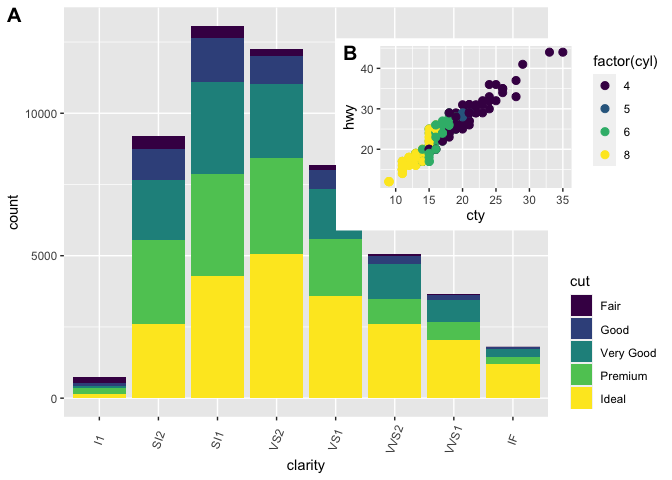 A
B
count
10000
5000
0
I1
SI2
SI1
VS2
VS1
VVS2
VVS1
IF
clarity
hwy
40
30
20
10 15 20 25 30 35
cty
factor(cyl)
4
5
6
8
cut
Fair
Good
Very Good
Premium
Ideal